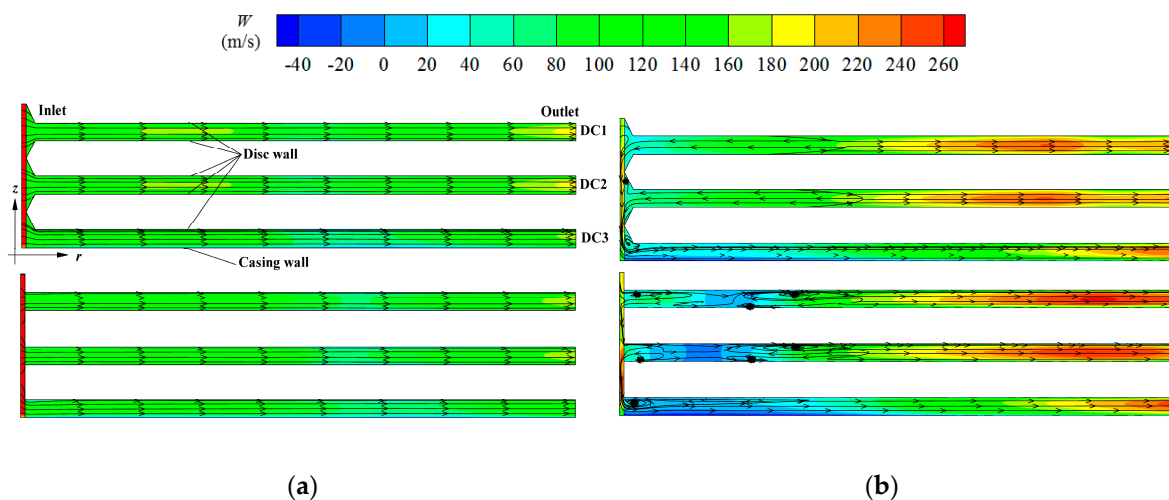 W
(m/s)
-40 -20 0 20 40 60 80 100 120 140 160 180 200 220 240 260
Inlet
Outlet
DC1
Disc wall
DC2
z
DC3
r
Casing wall
(a)
(b)